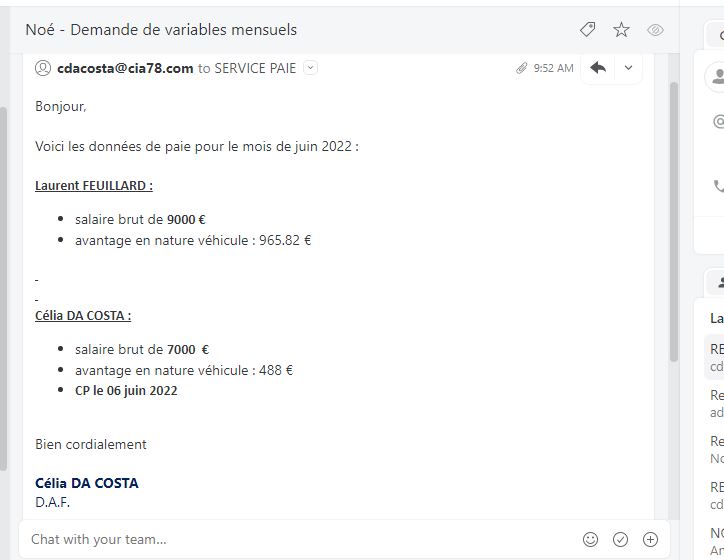 Noé - Demande de variables mensuels
cdacosta@cia78.com to SERVICE PAIE
9:52 AM
Bonjour,
Voici les données de paie pour le mois de juin 2022 :
Laurent FEUILLARD :
• salaire brut de 9000 €
• avantage en nature véhicule : 965.82 €
-
-
Célia DA COSTA :
• salaire brut de 7000 €
• avantage en nature véhicule : 488 €
• CP le 06 juin 2022
Bien cordialement
Célia DA COSTA
D.A.F.
Chat with your team...
La
RE
cd
Re
ad
Re
No
RE
cd